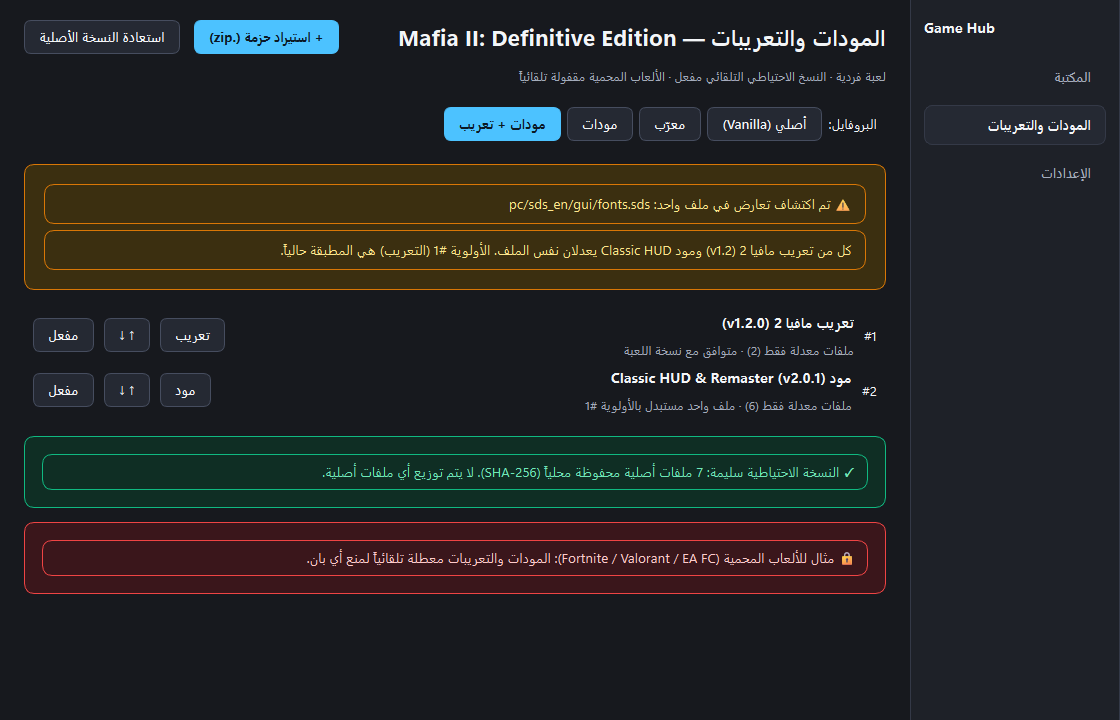 Game Hub
المكتبة
المودات والتعريبات
الإعدادات
المودات والتعريبات — Mafia II: Definitive Edition
+ استيراد حزمة (.zip)
استعادة النسخة الأصلية
لعبة فردية · النسخ الاحتياطي التلقائي مفعل · الألعاب المحمية مقفولة تلقائياً
البروفايل:
أصلي (Vanilla)
معرّب
مودات
مودات + تعريب
⚠️ تم اكتشاف تعارض في ملف واحد: pc/sds_en/gui/fonts.sds
كل من تعريب مافيا 2 (v1.2) ومود Classic HUD يعدلان نفس الملف. الأولوية #1 (التعريب) هي المطبقة حالياً.
#1
تعريب مافيا 2 (v1.2.0)
ملفات معدلة فقط (2) · متوافق مع نسخة اللعبة
تعريب
↑↓
مفعل
#2
مود Classic HUD & Remaster (v2.0.1)
ملفات معدلة فقط (6) · ملف واحد مستبدل بالأولوية #1
مود
↑↓
مفعل
✓ النسخة الاحتياطية سليمة: 7 ملفات أصلية محفوظة محلياً (SHA-256). لا يتم توزيع أي ملفات أصلية.
🔒 مثال للألعاب المحمية (Fortnite / Valorant / EA FC): المودات والتعريبات معطلة تلقائياً لمنع أي بان.